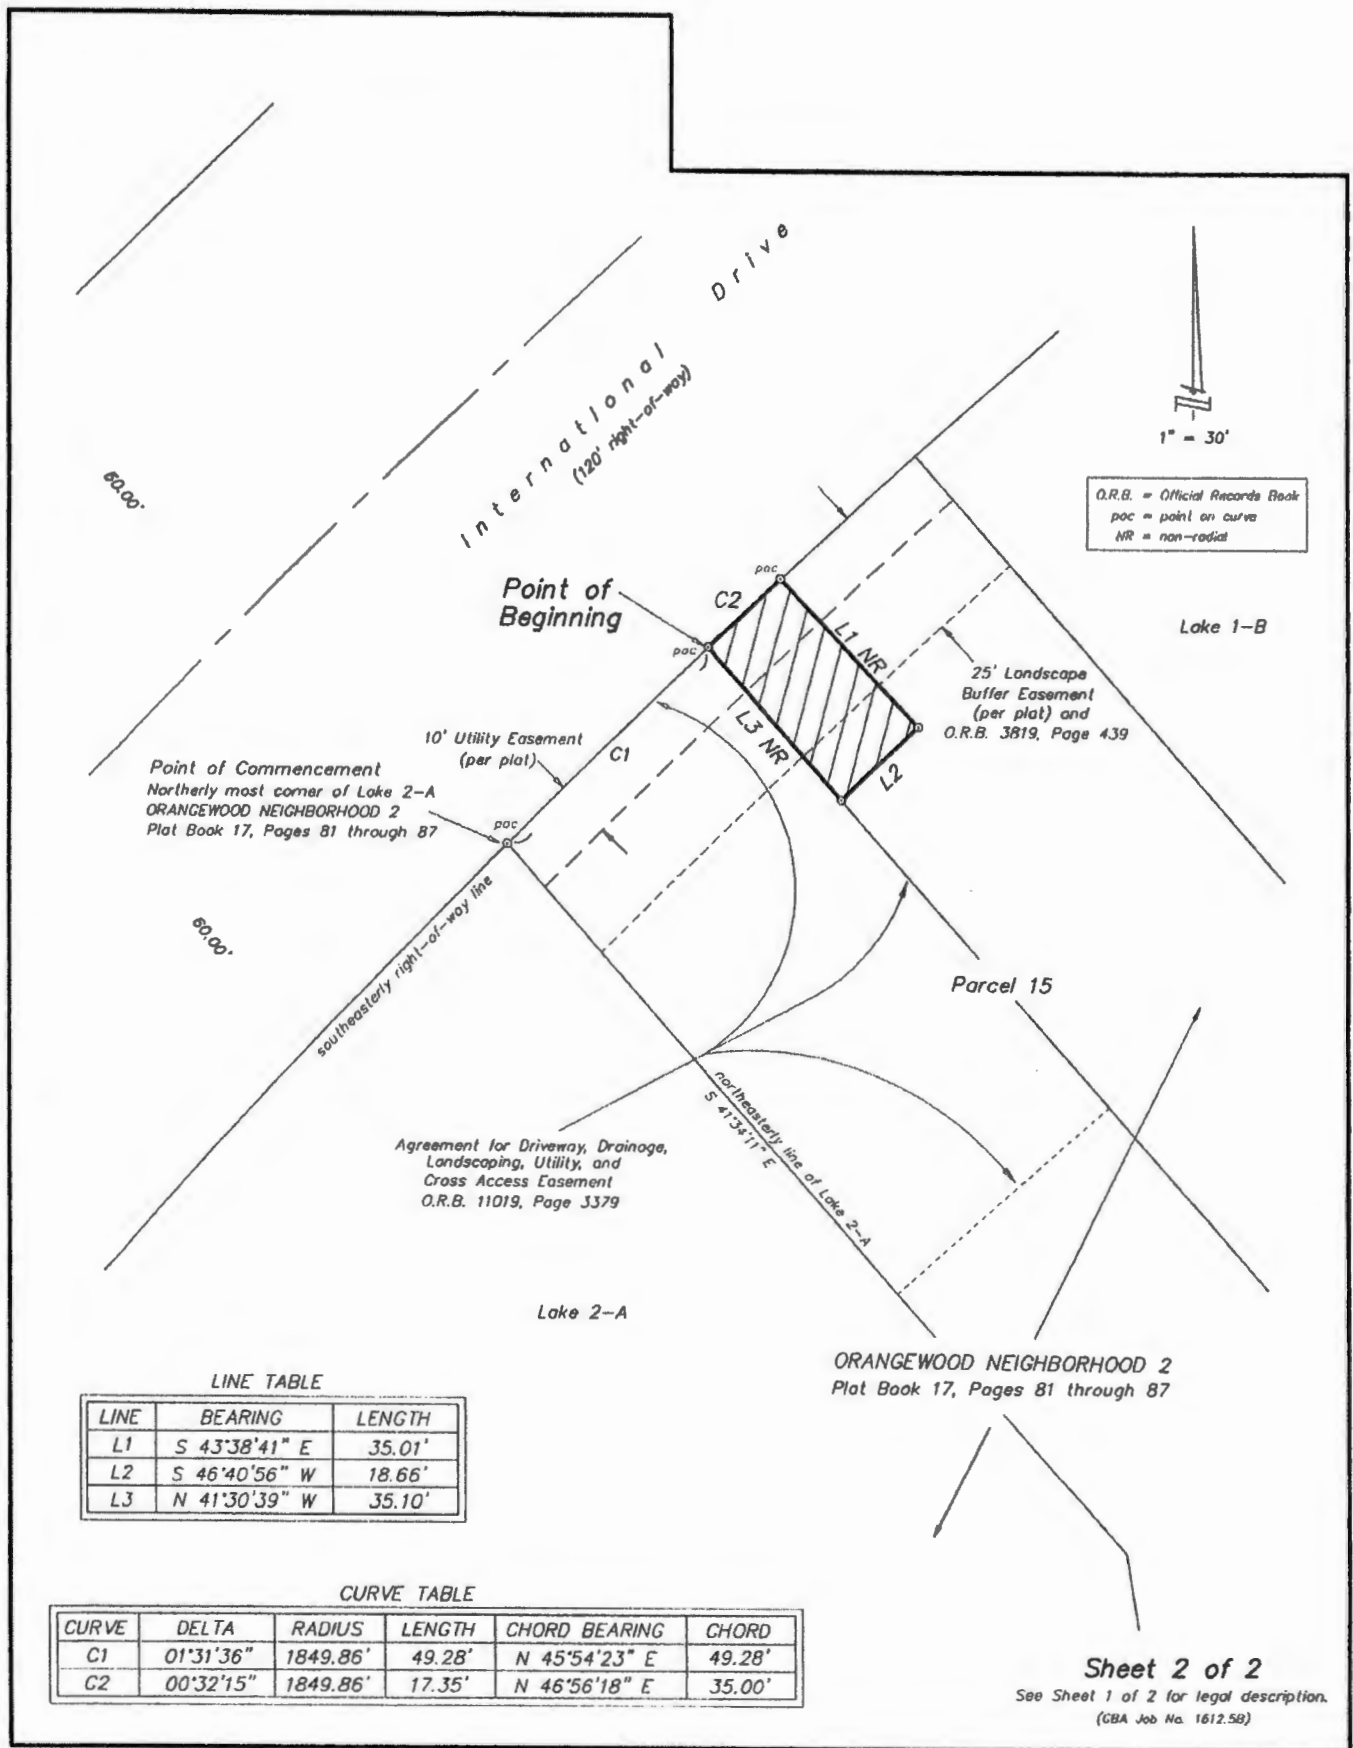 International Drive
(120' right-of-way)
1" = 30'
O.R.B. = Official Records Book
poc = point on curve
NR = non-radial
60.00'
poc
C2
Point of
Beginning
poc
L1 NR
L3 NR
L2
Lake 1-B
25' Landscape
Buffer Easement
(per plat) and
O.R.B. 3819, Page 439
10' Utility Easement
(per plat)
C1
Point of Commencement
Northerly most corner of Lake 2-A
ORANGEWOOD NEIGHBORHOOD 2
Plat Book 17, Pages 81 through 87
poc
60.00'
southeasterly right-of-way line
Parcel 15
northeasterly line of Lake 2-A
S 41°34'11" E
Agreement for Driveway, Drainage,
Landscaping, Utility, and
Cross Access Easement
O.R.B. 11019, Page 3379
Lake 2-A
ORANGEWOOD NEIGHBORHOOD 2
Plat Book 17, Pages 81 through 87
LINE TABLE
LINE BEARING LENGTH
L1 S 43°38'41" E 35.01'
L2 S 46°40'56" W 18.66'
L3 N 41°30'39" W 35.10'
CURVE TABLE
CURVE DELTA RADIUS LENGTH CHORD BEARING CHORD
C1 01°31'36" 1849.86' 49.28' N 45°54'23" E 49.28'
C2 00°32'15" 1849.86' 17.35' N 46°56'18" E 35.00'
Sheet 2 of 2
See Sheet 1 of 2 for legal description.
(GBA Job No. 1612.5B)